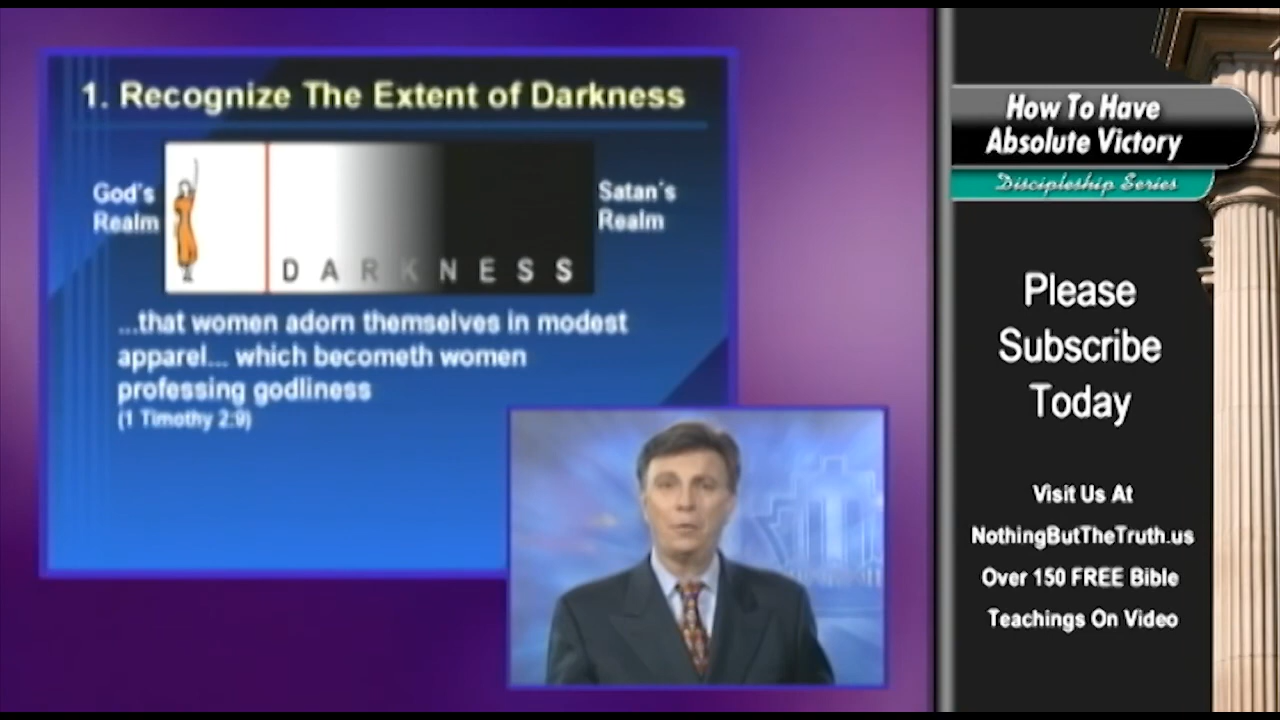 1. Recognize The Extent of Darkness
God's
Realm
Satan's
Realm
D A R K N E S S
...that women adorn themselves in modest
apparel... which becometh women
professing godliness
(1 Timothy 2:9)
How To Have
Absolute Victory
Discipleship Series
Please
Subscribe
Today
Visit Us At
NothingButTheTruth.us
Over 150 FREE Bible
Teachings On Video